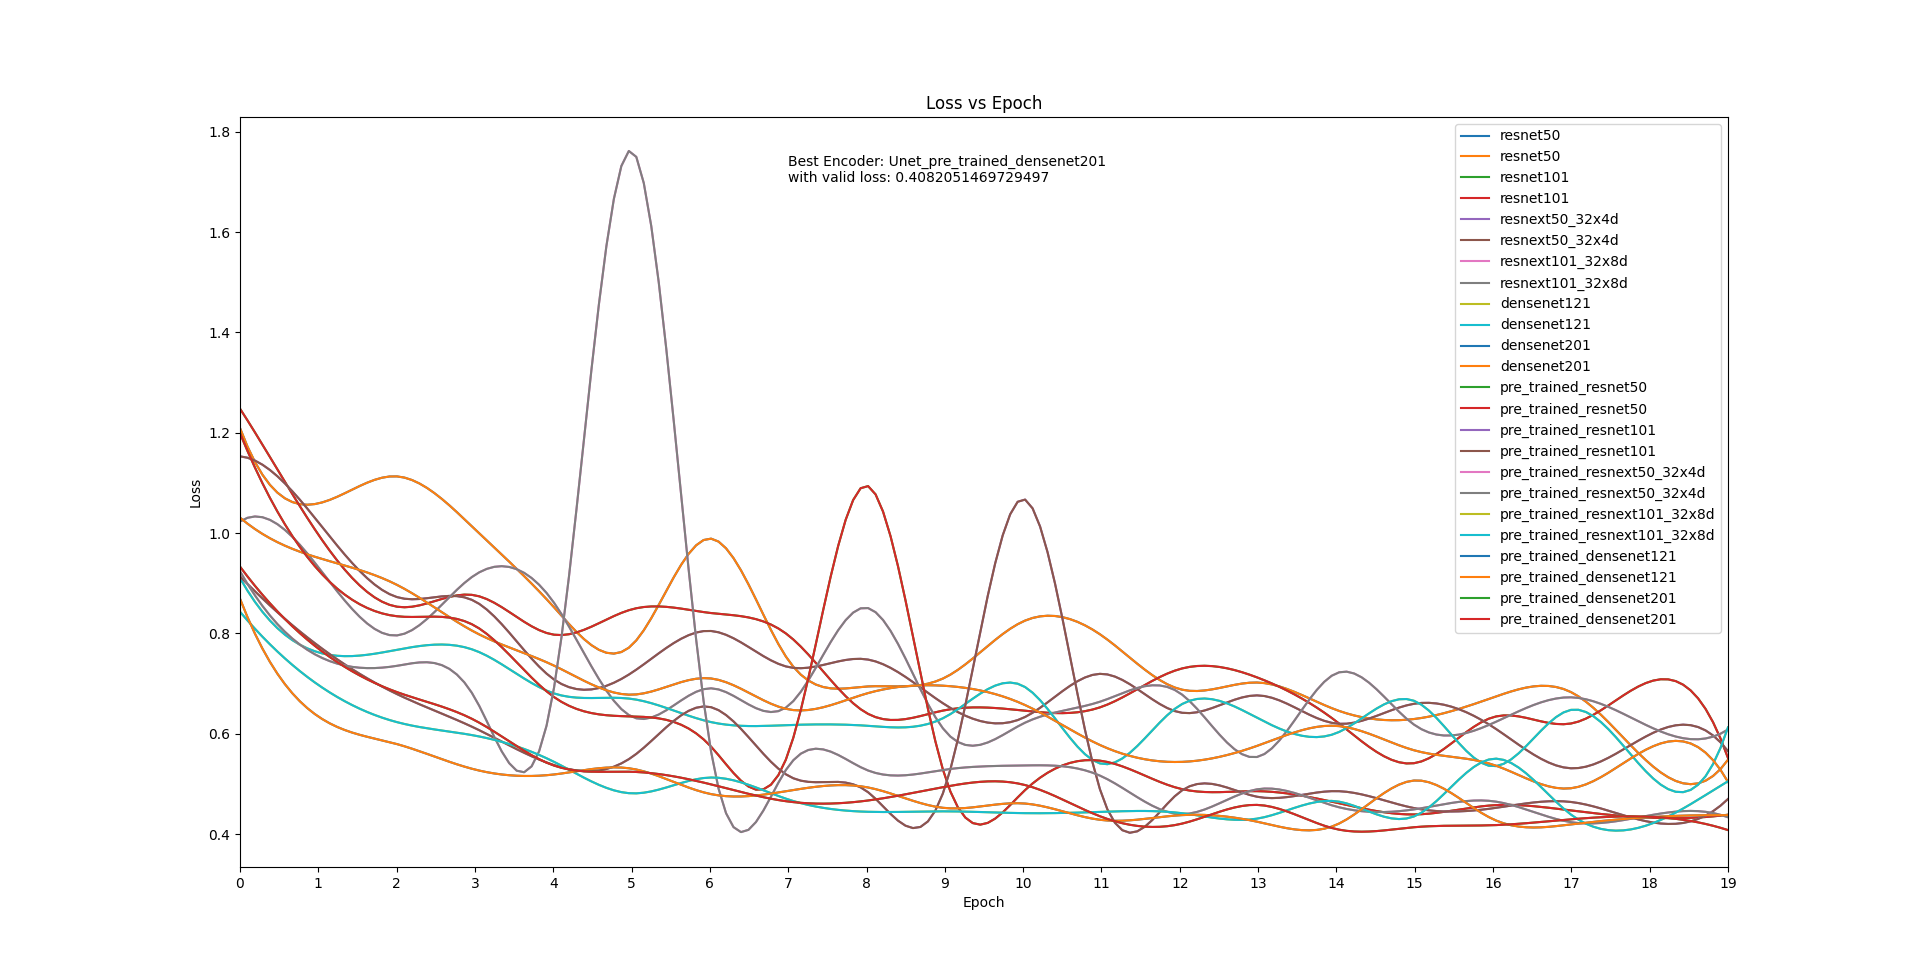 Loss vs Epoch
1.8
1.6
1.4
1.2
1.0
0.8
0.6
0.4
Loss
Best Encoder: Unet_pre_trained_densenet201
with valid loss: 0.4082051469729497
resnet50
resnet50
resnet101
resnet101
resnext50_32x4d
resnext50_32x4d
resnext101_32x8d
resnext101_32x8d
densenet121
densenet121
densenet201
densenet201
pre_trained_resnet50
pre_trained_resnet50
pre_trained_resnet101
pre_trained_resnet101
pre_trained_resnext50_32x4d
pre_trained_resnext50_32x4d
pre_trained_resnext101_32x8d
pre_trained_resnext101_32x8d
pre_trained_densenet121
pre_trained_densenet121
pre_trained_densenet201
pre_trained_densenet201
0 1 2 3 4 5 6 7 8 9 10 11 12 13 14 15 16 17 18 19
Epoch